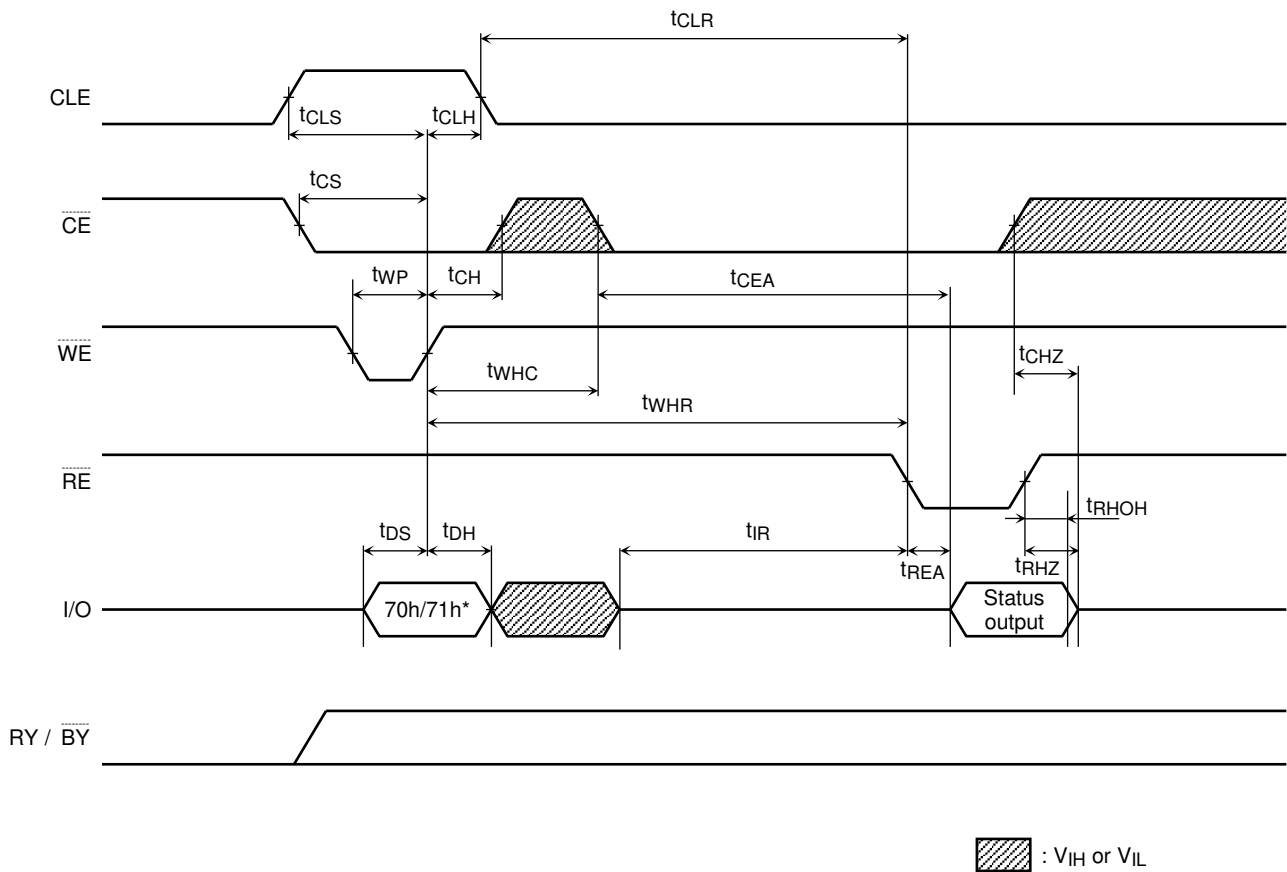 tCLR
CLE
tCLS
tCLH
tCS
CE
tWP
tCH
tCEA
WE
tCHZ
tWHC
tWHR
RE
tRHOH
tDS
tDH
tIR
tREA
tRHZ
I/O
70h/71h*
Status
output
RY / BY
: VIH or VIL